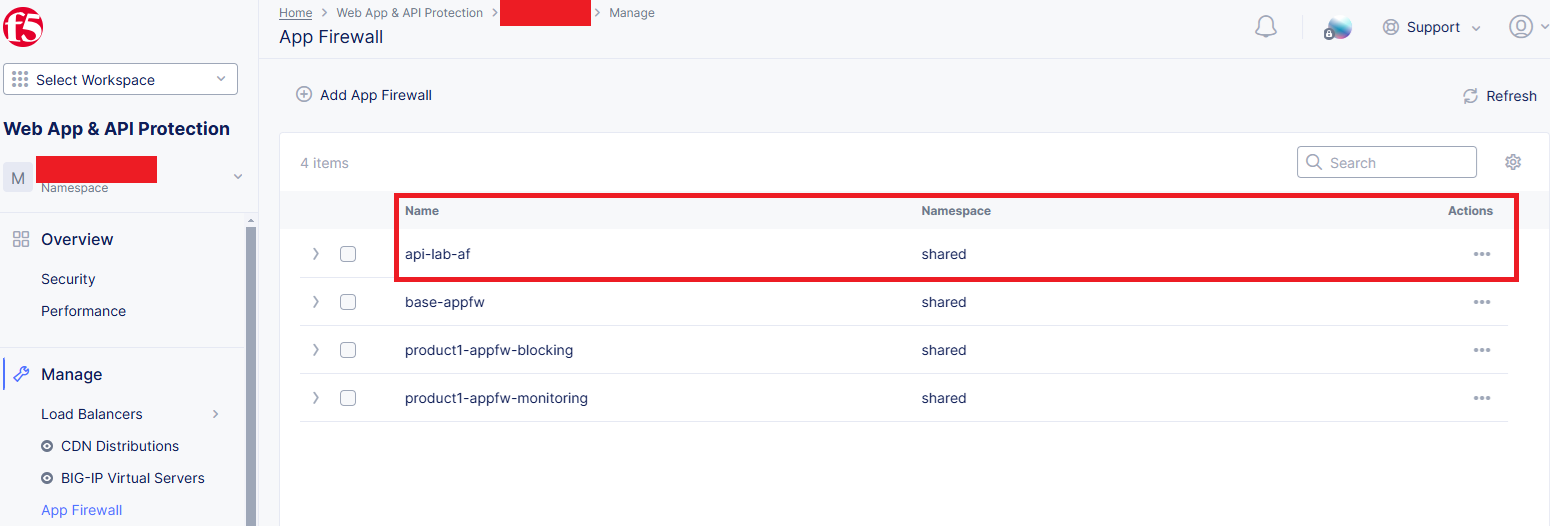 f5
Home > Web App & API Protection > > Manage
App Firewall
Support
Select Workspace
Web App & API Protection
M
Namespace
Overview
Security
Performance
Manage
Load Balancers
CDN Distributions
BIG-IP Virtual Servers
App Firewall
Add App Firewall
Refresh
4 items
Search
Name Namespace Actions
api-lab-af shared
base-appfw shared
product1-appfw-blocking shared
product1-appfw-monitoring shared